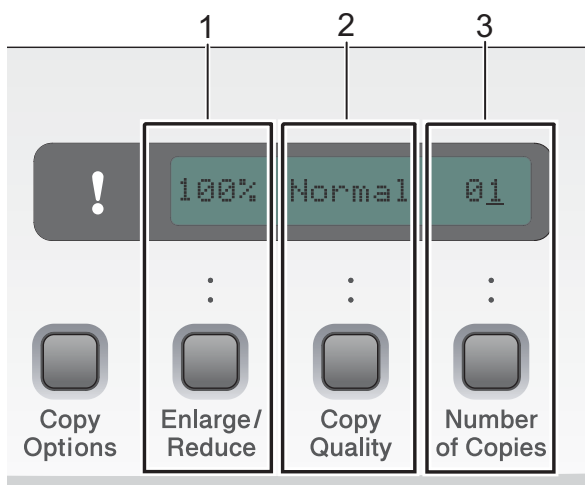 1 2 3
! 100% Normal 01
Copy Options
Enlarge/ Reduce
Copy Quality
Number of Copies